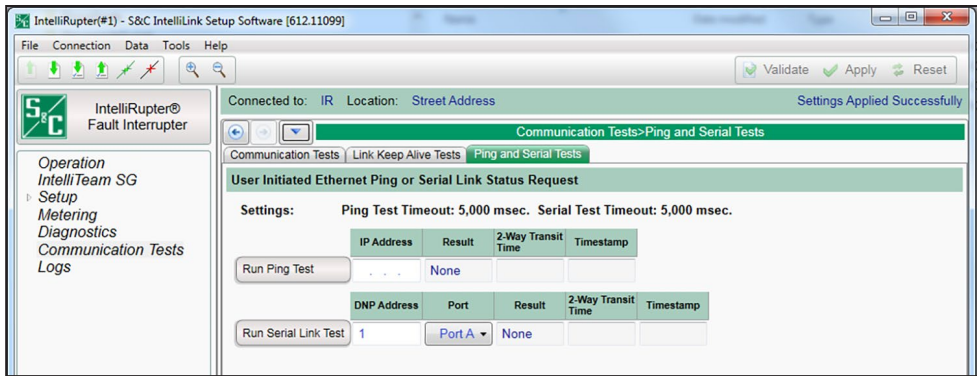 IntelliRupter(#1) - S&C IntelliLink Setup Software [612.11099]
File Connection Data Tools Help
Validate Apply Reset
S&C
IntelliRupter®
Fault Interrupter
Operation
IntelliTeam SG
Setup
Metering
Diagnostics
Communication Tests
Logs
Connected to: IR Location: Street Address Settings Applied Successfully
Communication Tests>Ping and Serial Tests
Communication Tests Link Keep Alive Tests Ping and Serial Tests
User Initiated Ethernet Ping or Serial Link Status Request
Settings: Ping Test Timeout: 5,000 msec. Serial Test Timeout: 5,000 msec.
IP Address Result 2-Way Transit Time Timestamp
Run Ping Test . . . None
DNP Address Port Result 2-Way Transit Time Timestamp
Run Serial Link Test 1 Port A None